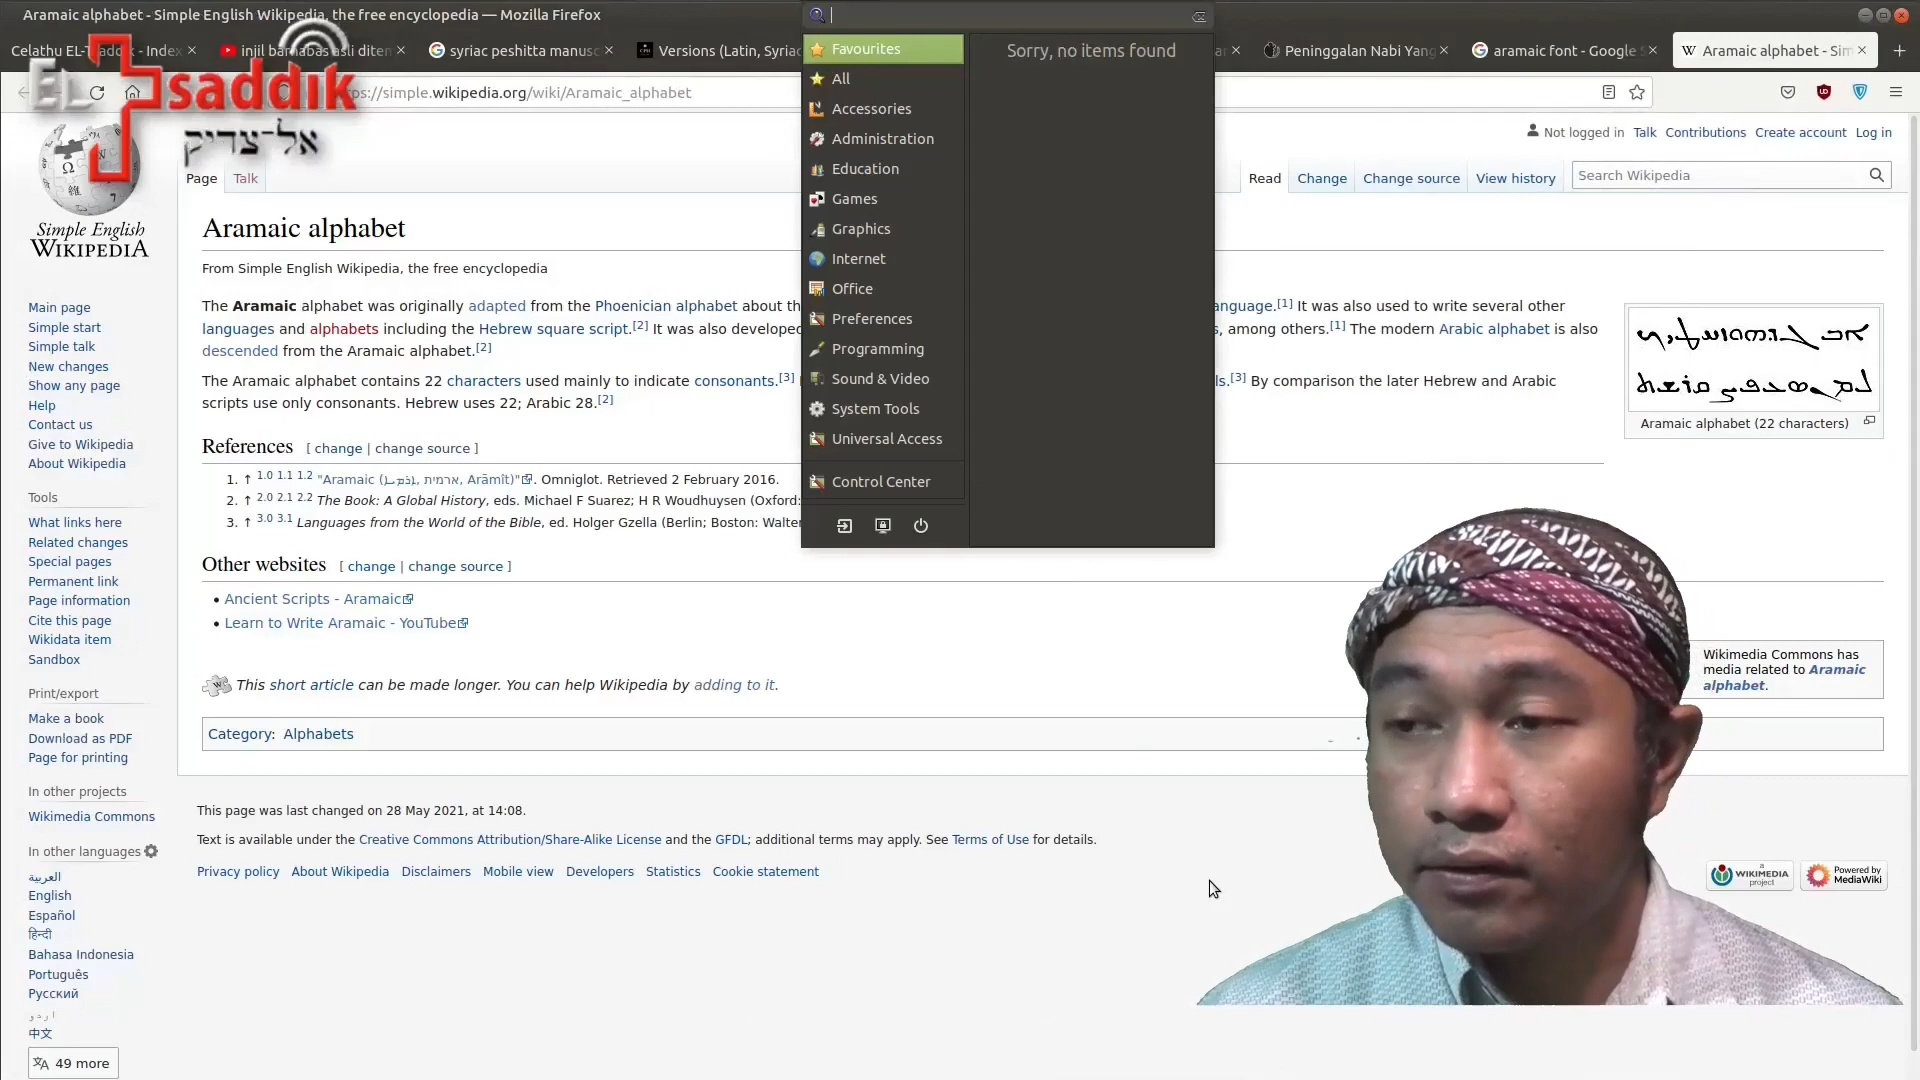 Aramaic alphabet - Simple English Wikipedia, the free encyclopedia — Mozilla Firefox
Celathu EL-Tsaddik - Index
injil barnabas asli diten
syriac peshitta manusc
Versions (Latin, Syria
Peninggalan Nabi Yang
aramaic font - Google S
Aramaic alphabet - Sim
EL saddik
אל־צדיק
simple.wikipedia.org/wiki/Aramaic_alphabet
Favourites
Sorry, no items found
All
Accessories
Administration
Education
Games
Graphics
Internet
Office
Preferences
Programming
Sound & Video
System Tools
Universal Access
Control Center
Not logged in Talk Contributions Create account Log in
Simple English
WIKIPEDIA
Page Talk
Read Change Change source View history
Search Wikipedia
Aramaic alphabet
From Simple English Wikipedia, the free encyclopedia
The Aramaic alphabet was originally adapted from the Phoenician alphabet about th
anguage.[1] It was also used to write several other
languages and alphabets including the Hebrew square script.[2] It was also developed
, among others.[1] The modern Arabic alphabet is also
descended from the Aramaic alphabet.[2]
The Aramaic alphabet contains 22 characters used mainly to indicate consonants.[3]
ls.[3] By comparison the later Hebrew and Arabic
scripts use only consonants. Hebrew uses 22; Arabic 28.[2]
Aramaic alphabet (22 characters)
References [ change | change source ]
1. ↑ 1.0 1.1 1.2 "Aramaic (ארמית, Arāmît)". Omniglot. Retrieved 2 February 2016.
2. ↑ 2.0 2.1 2.2 The Book: A Global History, eds. Michael F Suarez; H R Woudhuysen (Oxford:
3. ↑ 3.0 3.1 Languages from the World of the Bible, ed. Holger Gzella (Berlin; Boston: Walter
Other websites [ change | change source ]
• Ancient Scripts - Aramaic
• Learn to Write Aramaic - YouTube
Wikimedia Commons has
media related to Aramaic
alphabet.
This short article can be made longer. You can help Wikipedia by adding to it.
Category: Alphabets
This page was last changed on 28 May 2021, at 14:08.
Text is available under the Creative Commons Attribution/Share-Alike License and the GFDL; additional terms may apply. See Terms of Use for details.
Privacy policy About Wikipedia Disclaimers Mobile view Developers Statistics Cookie statement
a WIKIMEDIA project
Powered by MediaWiki
Main page
Simple start
Simple talk
New changes
Show any page
Help
Contact us
Give to Wikipedia
About Wikipedia
Tools
What links here
Related changes
Special pages
Permanent link
Page information
Cite this page
Wikidata item
Sandbox
Print/export
Make a book
Download as PDF
Page for printing
In other projects
Wikimedia Commons
In other languages
العربية
English
Español
हिन्दी
Bahasa Indonesia
Português
Русский
اردو
中文
49 more